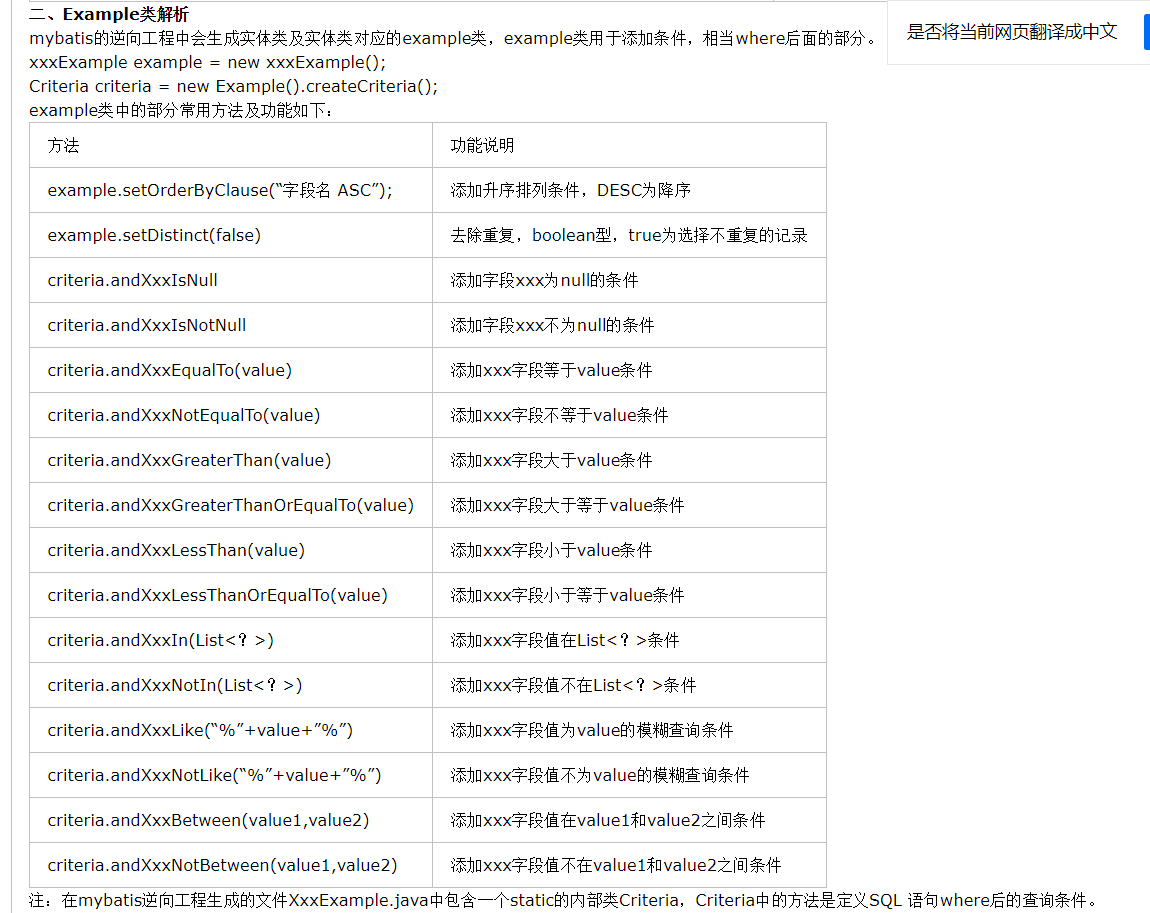 二、Example类解析
mybatis的逆向工程中会生成实体类及实体类对应的example类，example类用于添加条件，相当where后面的部分。
是否将当前网页翻译成中文
xxxExample example = new xxxExample();
Criteria criteria = new Example().createCriteria();
example类中的部分常用方法及功能如下：
方法 功能说明
example.setOrderByClause(“字段名 ASC”); 添加升序排列条件，DESC为降序
example.setDistinct(false) 去除重复，boolean型，true为选择不重复的记录
criteria.andXxxIsNull 添加字段xxx为null的条件
criteria.andXxxIsNotNull 添加字段xxx不为null的条件
criteria.andXxxEqualTo(value) 添加xxx字段等于value条件
criteria.andXxxNotEqualTo(value) 添加xxx字段不等于value条件
criteria.andXxxGreaterThan(value) 添加xxx字段大于value条件
criteria.andXxxGreaterThanOrEqualTo(value) 添加xxx字段大于等于value条件
criteria.andXxxLessThan(value) 添加xxx字段小于value条件
criteria.andXxxLessThanOrEqualTo(value) 添加xxx字段小于等于value条件
criteria.andXxxIn(List<？>) 添加xxx字段值在List<？>条件
criteria.andXxxNotIn(List<？>) 添加xxx字段值不在List<？>条件
criteria.andXxxLike(“%”+value+”%”) 添加xxx字段值为value的模糊查询条件
criteria.andXxxNotLike(“%”+value+”%”) 添加xxx字段值不为value的模糊查询条件
criteria.andXxxBetween(value1,value2) 添加xxx字段值在value1和value2之间条件
criteria.andXxxNotBetween(value1,value2) 添加xxx字段值不在value1和value2之间条件
注：在mybatis逆向工程生成的文件XxxExample.java中包含一个static的内部类Criteria，Criteria中的方法是定义SQL 语句where后的查询条件。